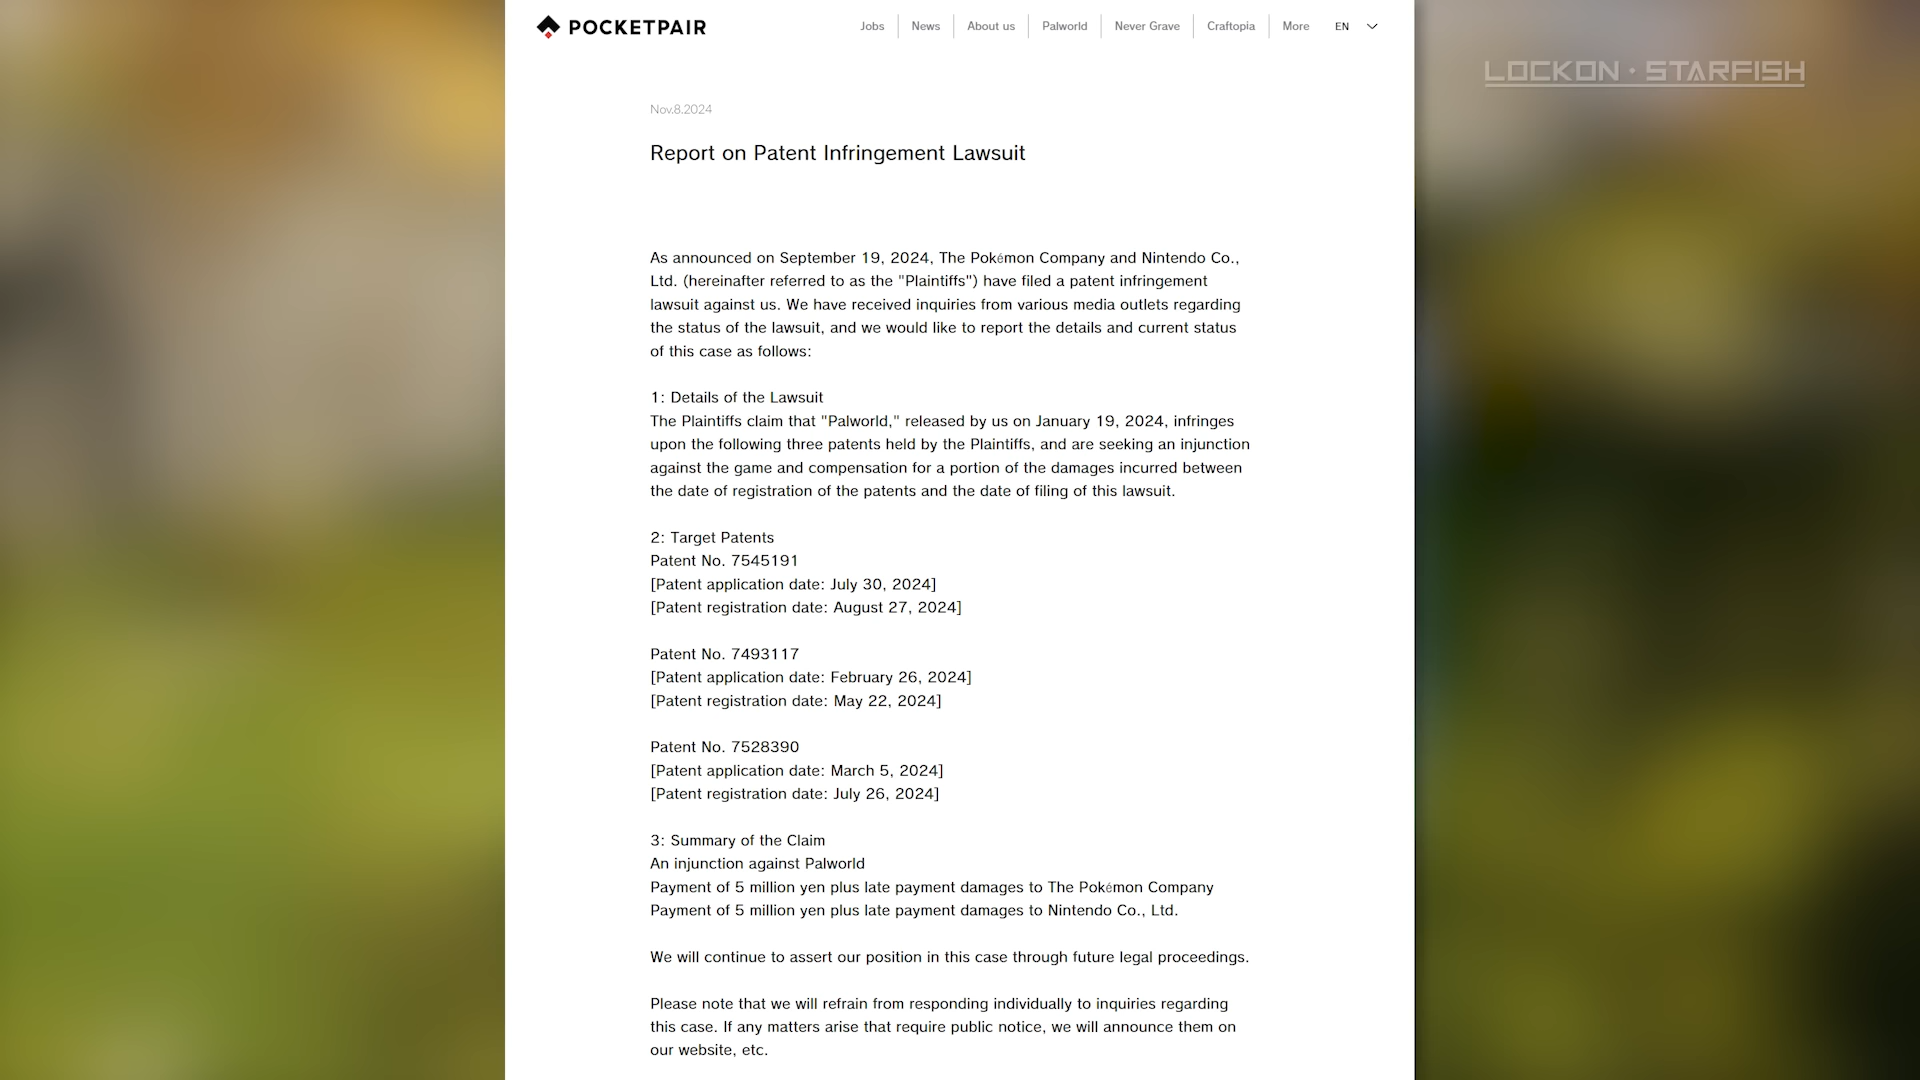 POCKETPAIR
Jobs
News
About us
Palworld
Never Grave
Craftopia
More
EN
LOCKON · STARFISH
Nov.8.2024
Report on Patent Infringement Lawsuit
As announced on September 19, 2024, The Pokémon Company and Nintendo Co.,
Ltd. (hereinafter referred to as the "Plaintiffs") have filed a patent infringement
lawsuit against us. We have received inquiries from various media outlets regarding
the status of the lawsuit, and we would like to report the details and current status
of this case as follows:
1: Details of the Lawsuit
The Plaintiffs claim that "Palworld," released by us on January 19, 2024, infringes
upon the following three patents held by the Plaintiffs, and are seeking an injunction
against the game and compensation for a portion of the damages incurred between
the date of registration of the patents and the date of filing of this lawsuit.
2: Target Patents
Patent No. 7545191
[Patent application date: July 30, 2024]
[Patent registration date: August 27, 2024]
Patent No. 7493117
[Patent application date: February 26, 2024]
[Patent registration date: May 22, 2024]
Patent No. 7528390
[Patent application date: March 5, 2024]
[Patent registration date: July 26, 2024]
3: Summary of the Claim
An injunction against Palworld
Payment of 5 million yen plus late payment damages to The Pokémon Company
Payment of 5 million yen plus late payment damages to Nintendo Co., Ltd.
We will continue to assert our position in this case through future legal proceedings.
Please note that we will refrain from responding individually to inquiries regarding
this case. If any matters arise that require public notice, we will announce them on
our website, etc.